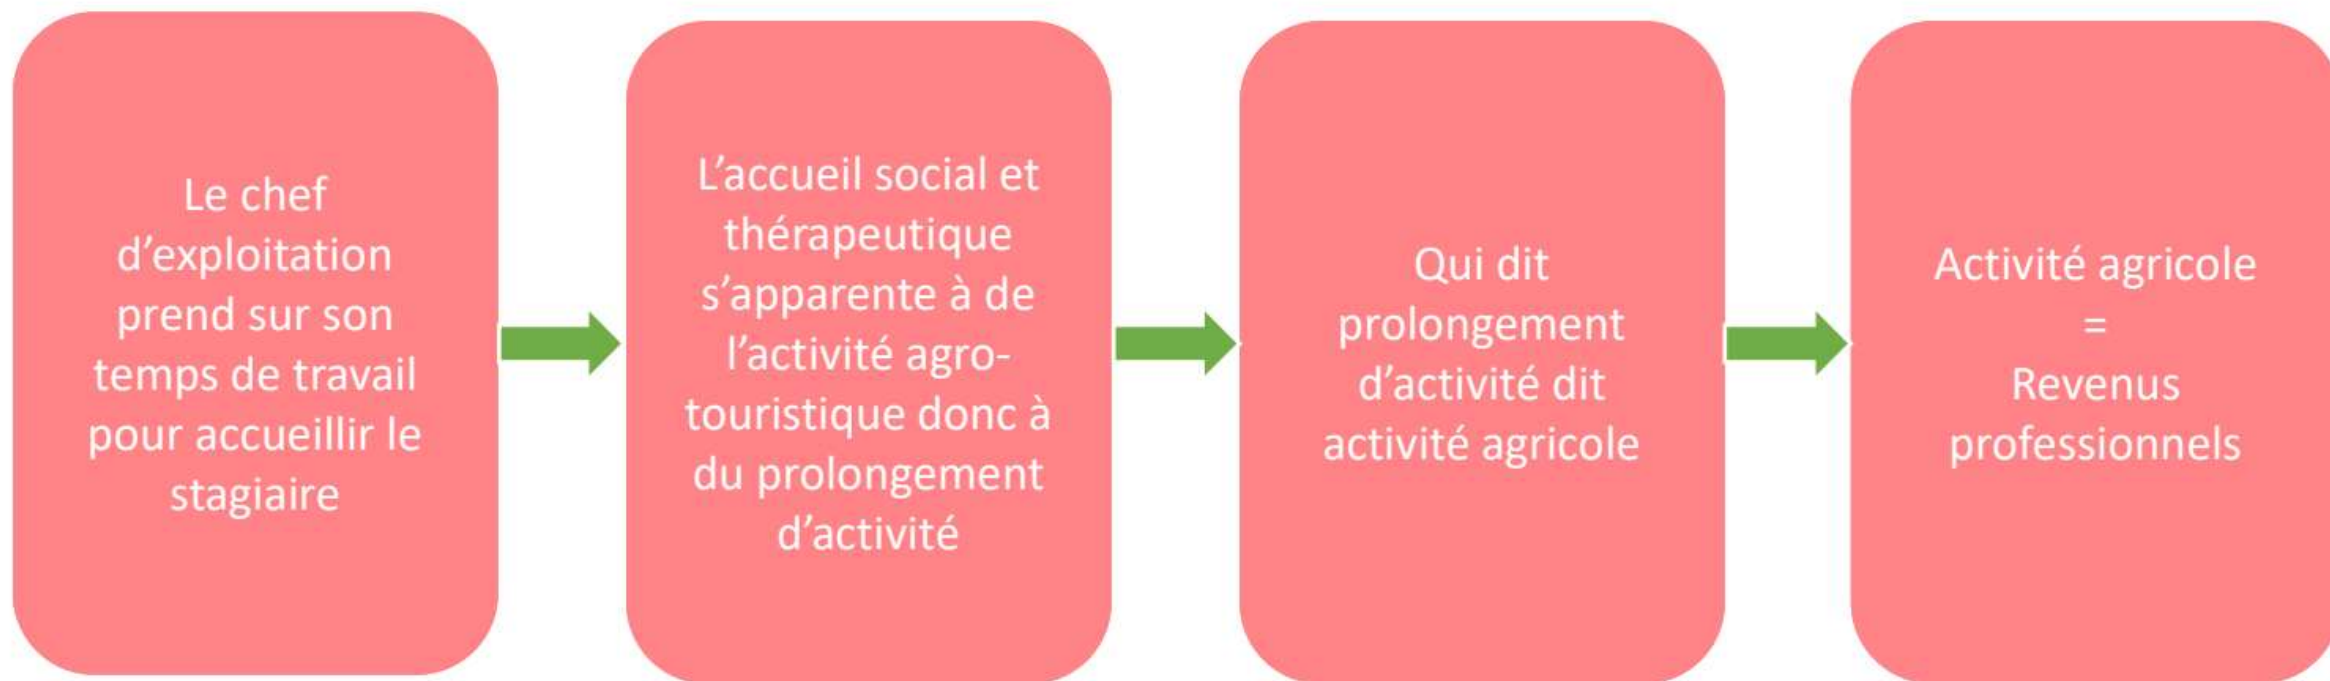 Le chef
d’exploitation
prend sur son
temps de travail
pour accueillir le
stagiaire
L’accueil social et
thérapeutique
s’apparente à de
l’activité agro-
touristique donc à
du prolongement
d’activité
Qui dit
prolongement
d’activité dit
activité agricole
Activité agricole
=
Revenus
professionnels